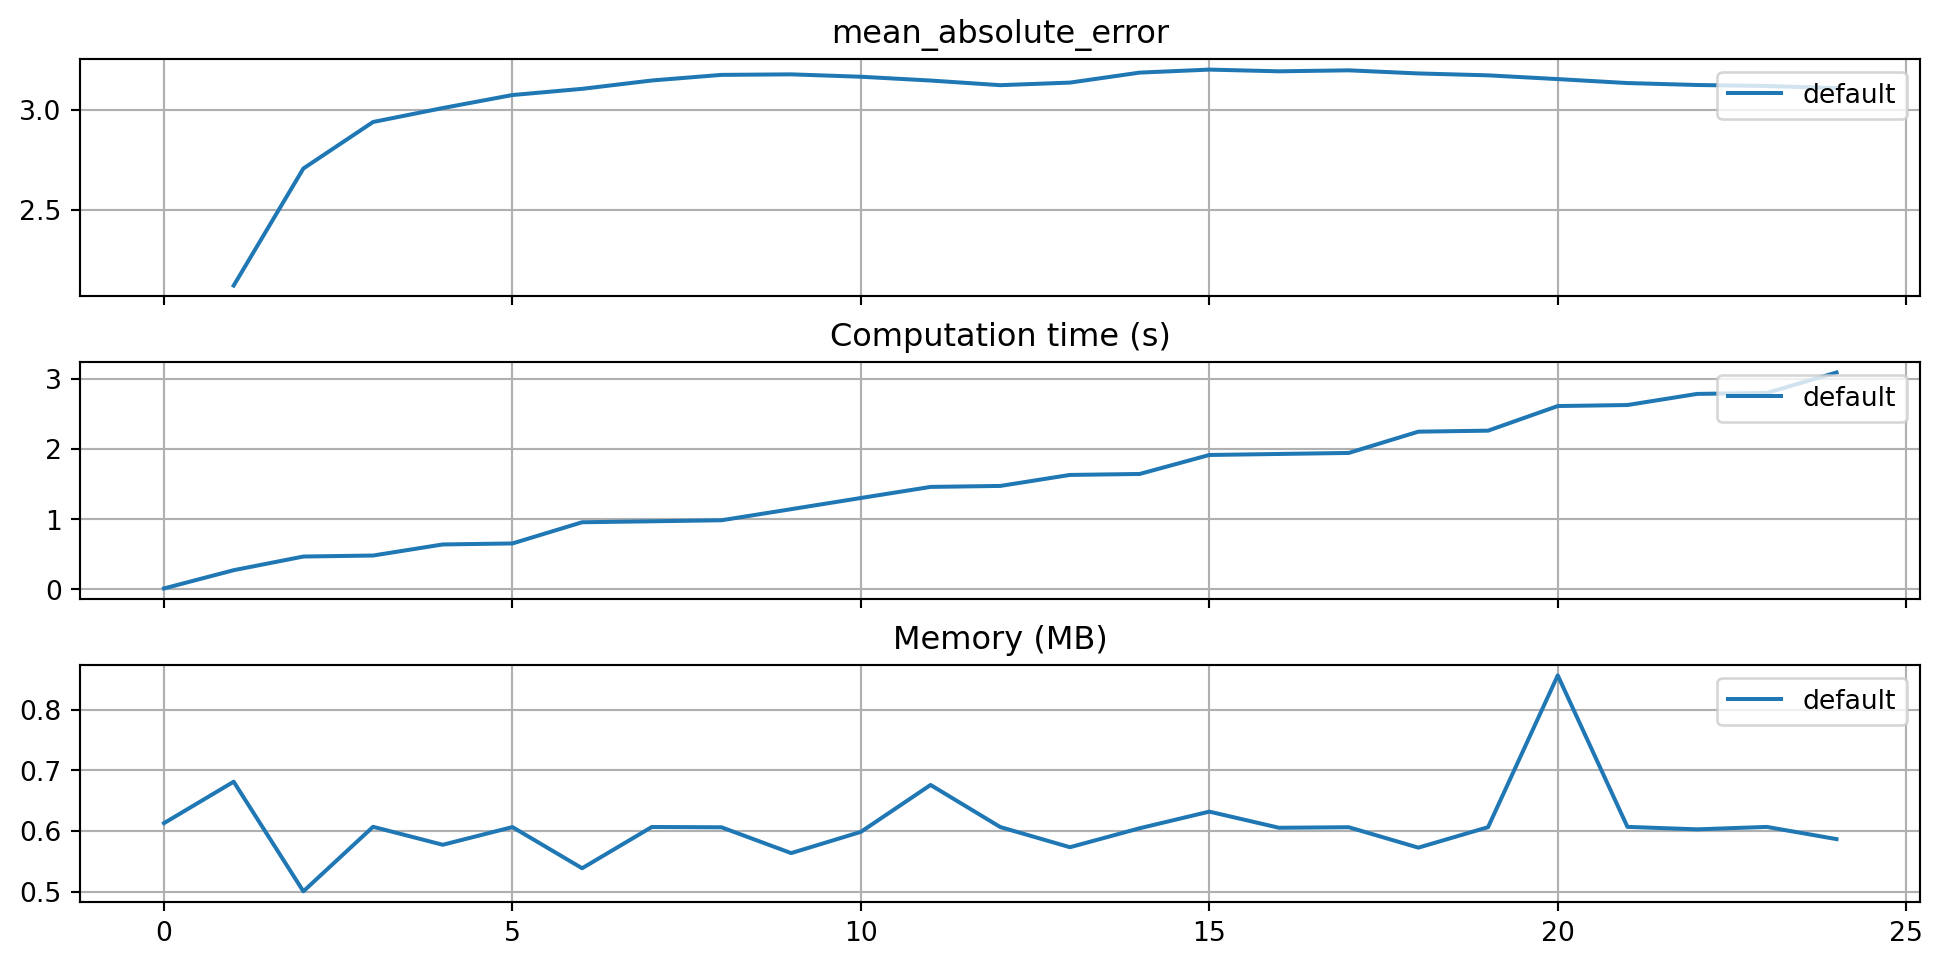 mean_absolute_error
3.0
2.5
default
Computation time (s)
3
2
1
0
default
Memory (MB)
0.8
0.7
0.6
0.5
default
0 5 10 15 20 25